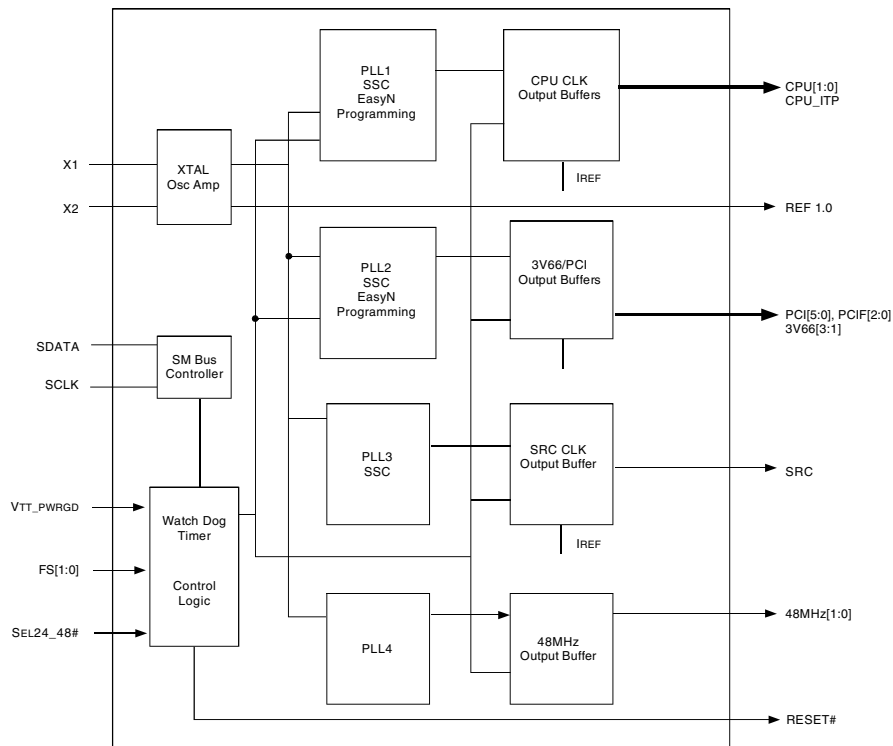 PLL1
SSC
EasyN
Programming
CPU CLK
Output Buffers
CPU[1:0]
CPU_ITP
X1
XTAL
Osc Amp
IREF
X2
REF 1.0
PLL2
SSC
EasyN
Programming
3V66/PCI
Output Buffers
PCI[5:0], PCIF[2:0]
3V66[3:1]
SDATA
SM Bus
Controller
SCLK
PLL3
SSC
SRC CLK
Output Buffer
SRC
VTT_PWRGD
Watch Dog
Timer
IREF
FS[1:0]
Control
Logic
SEL24_48#
PLL4
48MHz
Output Buffer
48MHz[1:0]
RESET#